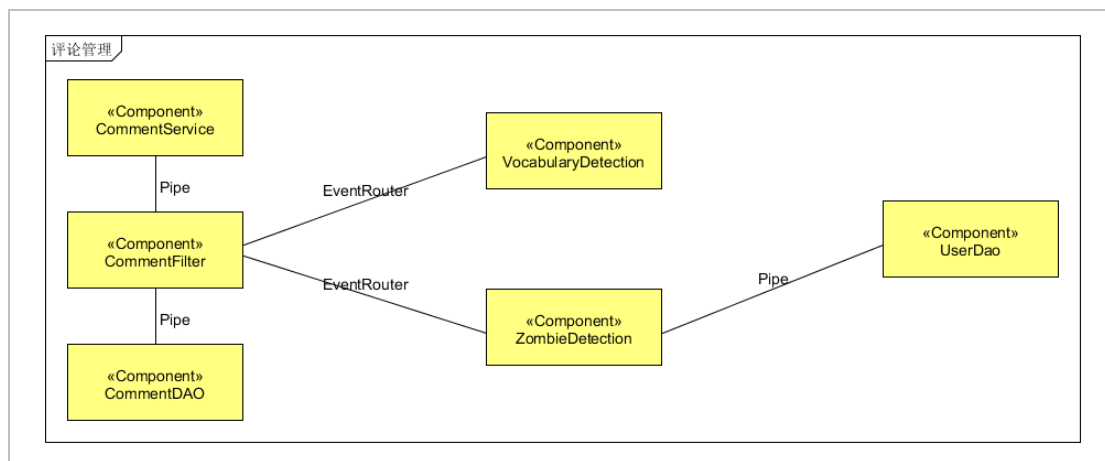 评论管理
«Component»
CommentService
Pipe
«Component»
CommentFilter
Pipe
«Component»
CommentDAO
EventRouter
EventRouter
«Component»
VocabularyDetection
«Component»
ZombieDetection
Pipe
«Component»
UserDao